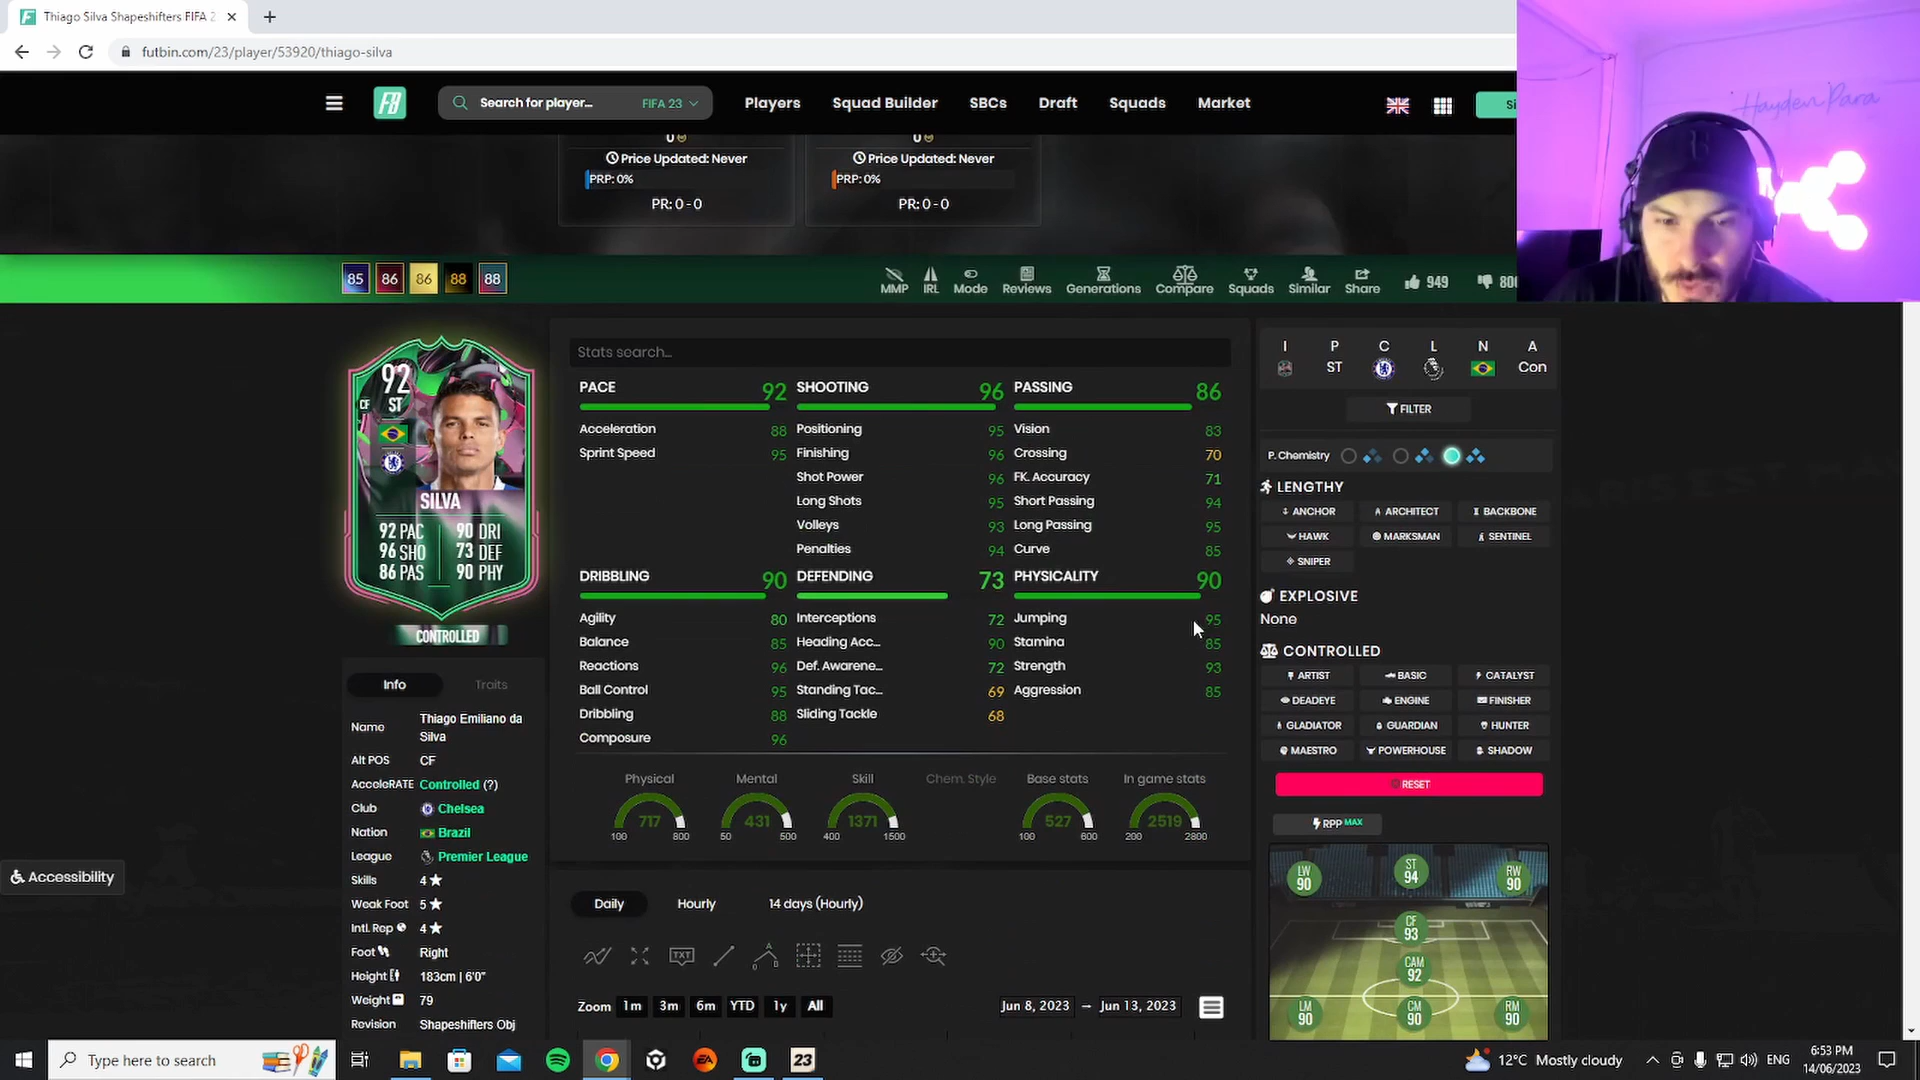 Thiago Silva Shapeshifters FIFA 2
futbin.com/23/player/53920/thiago-silva
Search for player... FIFA 23 Players Squad Builder SBCs Draft Squads Market
Hayden Para
Price Updated: Never Price Updated: Never
PRP: 0% PRP: 0%
PR: 0 - 0 PR: 0 - 0
85 86 86 88 88 MMP IRL Mode Reviews Generations Compare Squads Similar Share 949
Stats search...
PACE 92 SHOOTING 96 PASSING 86
Acceleration 88 Positioning 95 Vision 83
Sprint Speed 95 Finishing 96 Crossing 70
Shot Power 96 FK. Accuracy 71
Long Shots 95 Short Passing 94
Volleys 93 Long Passing 95
Penalties 94 Curve 85
DRIBBLING 90 DEFENDING 73 PHYSICALITY 90
Agility 80 Interceptions 72 Jumping 95
Balance 85 Heading Acc... 90 Stamina 85
Reactions 96 Def. Awarene... 72 Strength 93
Ball Control 95 Standing Tac... 69 Aggression 85
Dribbling 88 Sliding Tackle 68
Composure 96
Physical Mental Skill Chem. Style Base stats In game stats
717 431 1371 527 2519
100 800 50 500 400 1500 100 600 200 2800
Daily Hourly 14 days (Hourly)
TXT
Zoom 1m 3m 6m YTD 1y All Jun 8, 2023 → Jun 13, 2023
92
ST
CF
SILVA
92 PAC 90 DRI
96 SHO 73 DEF
86 PAS 90 PHY
CONTROLLED
Info Traits
Name Thiago Emiliano da Silva
Alt POS CF
AcceleRATE Controlled (?)
Club Chelsea
Nation Brazil
League Premier League
Skills 4
Weak Foot 5
Intl. Rep 4
Foot Right
Height 183cm | 6'0"
Weight 79
Revision Shapeshifters Obj
Accessibility
I P C L N A
ST Con
FILTER
P. Chemistry
LENGTHY
ANCHOR ARCHITECT BACKBONE
HAWK MARKSMAN SENTINEL
SNIPER
EXPLOSIVE
None
CONTROLLED
ARTIST BASIC CATALYST
DEADEYE ENGINE FINISHER
GLADIATOR GUARDIAN HUNTER
MAESTRO POWERHOUSE SHADOW
RESET
RPP MAX
LW 90 ST 94 RW 90
CF 93
CAM 92
LM 90 CM 90 RM 90
Type here to search
EA
23
12°C Mostly cloudy ENG 6:53 PM
14/06/2023